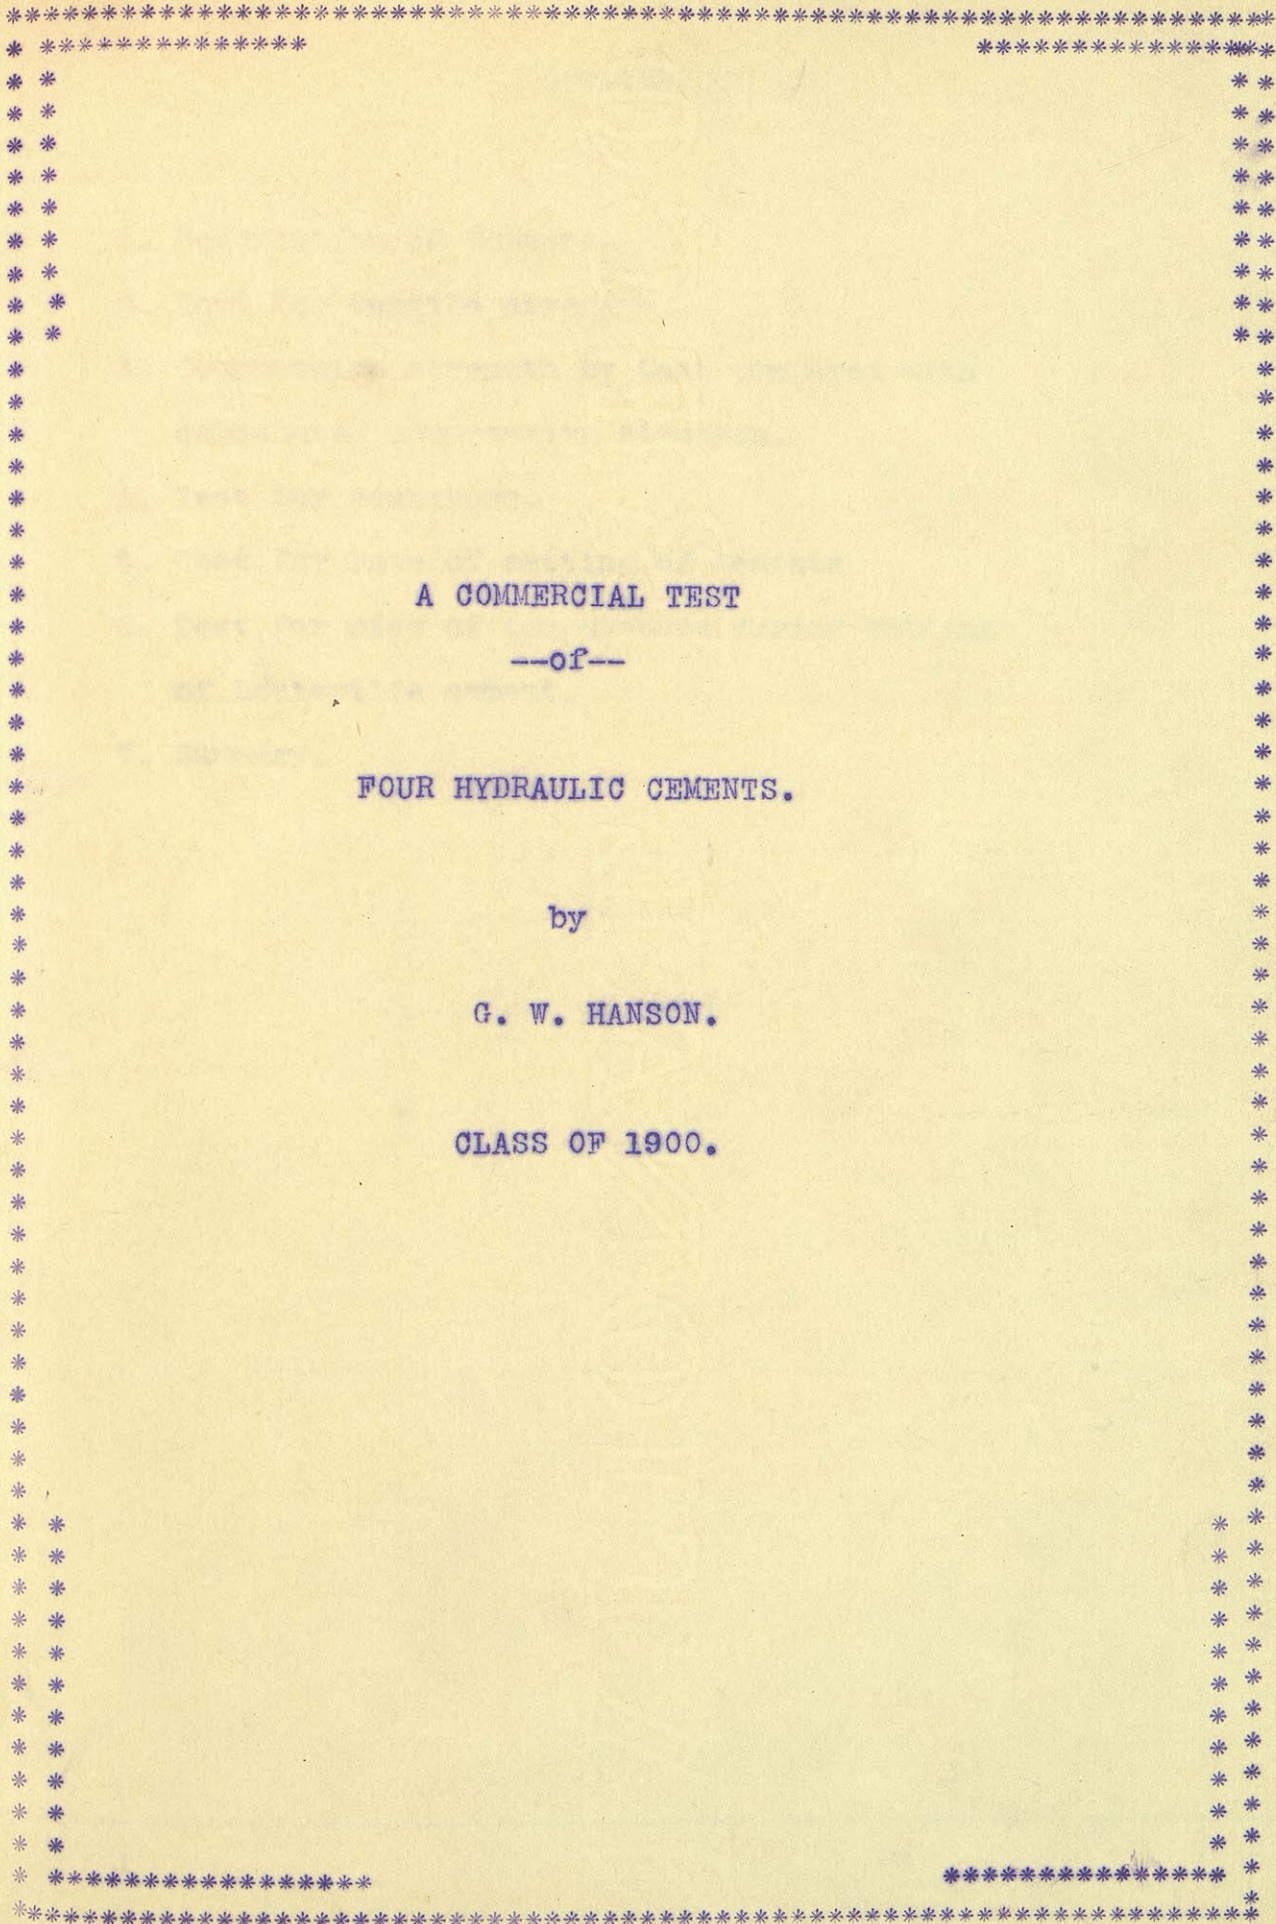 A COMMERCIAL TEST
--of--
FOUR HYDRAULIC CEMENTS.
by
G. W. HANSON.
CLASS OF 1900.